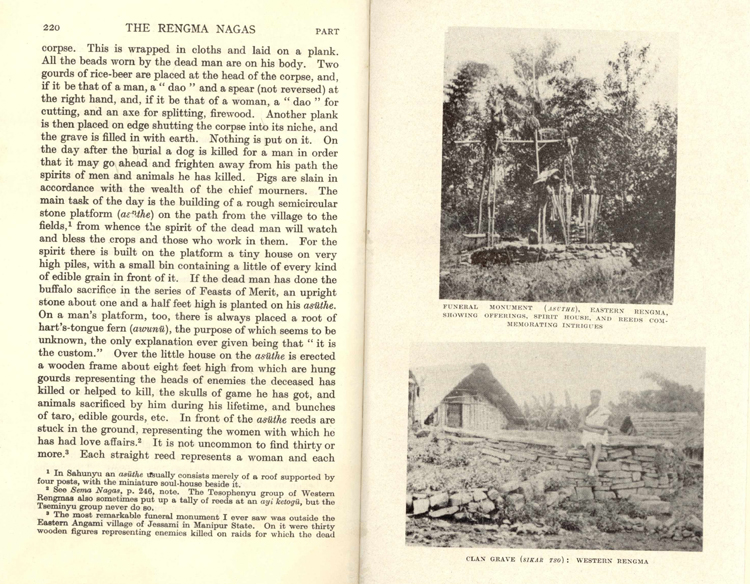 220 THE RENGMA NAGAS PART
corpse. This is wrapped in cloths and laid on a plank.
All the beads worn by the dead man are on his body. Two
gourds of rice-beer are placed at the head of the corpse, and,
if it be that of a man, a “ dao ” and a spear (not reversed) at
the right hand, and, if it be that of a woman, a “ dao ” for
cutting, and an axe for splitting, firewood. Another plank
is then placed on edge shutting the corpse into its niche, and
the grave is filled in with earth. Nothing is put on it. On
the day after the burial a dog is killed for a man in order
that it may go ahead and frighten away from his path the
spirits of men and animals he has killed. Pigs are slain in
accordance with the wealth of the chief mourners. The
main task of the day is the building of a rough semicircular
stone platform on the path from the village to the
fields,¹ from whence the spirit of the dead man will watch
and bless the crops and those who work in them. For the
spirit there is built on the platform a tiny house on very
high piles, with a small bin containing a little of every kind
of edible grain in front of it. If the dead man has done the
buffalo sacrifice in the series of Feasts of Merit, an upright
stone about one and a half feet high is planted on his asüthe.
On a man's platform, too, there is always placed a root of
hart's-tongue fern (awunü), the purpose of which seems to be
unknown, the only explanation ever given being that “ it is
the custom.” Over the little house on the asüthe is erected
a wooden frame about eight feet high from which are hung
gourds representing the heads of enemies the deceased has
killed or helped to kill, the skulls of game he has got, and
animals sacrificed by him during his lifetime, and bunches
of taro, edible gourds, etc. In front of the asüthe reeds are
stuck in the ground, representing the women with which he
has had love affairs.² It is not uncommon to find thirty or
more.³ Each straight reed represents a woman and each
¹ In Sahunyu an asüthe usually consists merely of a roof supported by
four posts, with the miniature soul-house beside it.
² See Sema Nagas, p. 246, note. The Tesophenyu group of Western
Rengmas also sometimes put up a tally of reeds at an ayi ketogü, but the
Tseminyu group never do so.
³ The most remarkable funeral monument I ever saw was outside the
Eastern Angami village of Jessami in Manipur State. On it were thirty
wooden figures representing enemies killed on raids for which the dead
FUNERAL MONUMENT (ASÜTHE), EASTERN RENGMA,
SHOWING OFFERINGS, SPIRIT HOUSE, AND REEDS COM-
MEMORATING INTRIGUES
CLAN GRAVE (SIKAR TSO): WESTERN RENGMA